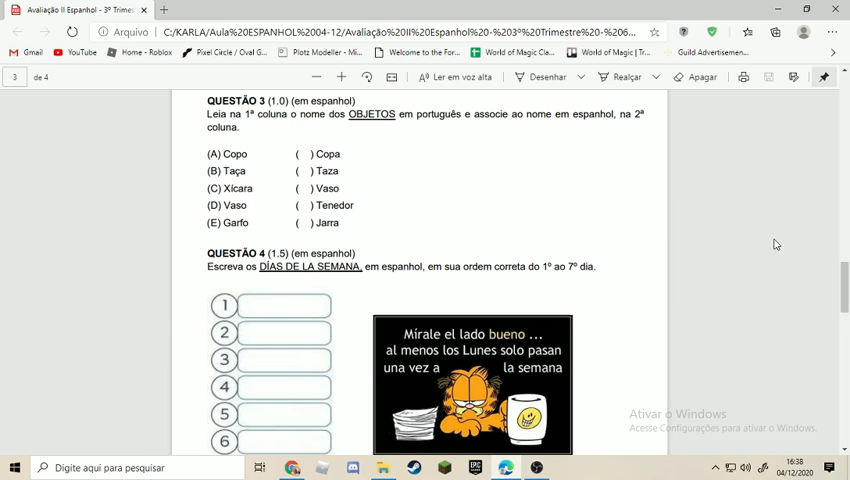 Avaliação II Espanhol - 3º Trimes
Arquivo
C:/KARLA/Aula%20ESPANHOL%2004-12/Avaliação%20II%20Espanhol%20-%203º%20Trimestre%20-%206...
Gmail
YouTube
Home - Roblox
Pixel Circle / Oval G...
Plotz Modeller - Mi...
Welcome to the For...
World of Magic Cla...
World of Magic | Tr...
Guild Advertisemen...
3 de 4
Ler em voz alta
Desenhar
Realçar
Apagar
QUESTÃO 3 (1.0) (em espanhol)
Leia na 1ª coluna o nome dos OBJETOS em português e associe ao nome em espanhol, na 2ª
coluna.
(A) Copo ( ) Copa
(B) Taça ( ) Taza
(C) Xícara ( ) Vaso
(D) Vaso ( ) Tenedor
(E) Garfo ( ) Jarra
QUESTÃO 4 (1.5) (em espanhol)
Escreva os DÍAS DE LA SEMANA, em espanhol, em sua ordem correta do 1º ao 7º dia.
1
2
3
4
5
6
Mírale el lado bueno ...
al menos los Lunes solo pasan
una vez a la semana
Ativar o Windows
Acesse Configurações para ativar o Windows.
Digite aqui para pesquisar
EPIC
16:38
04/12/2020